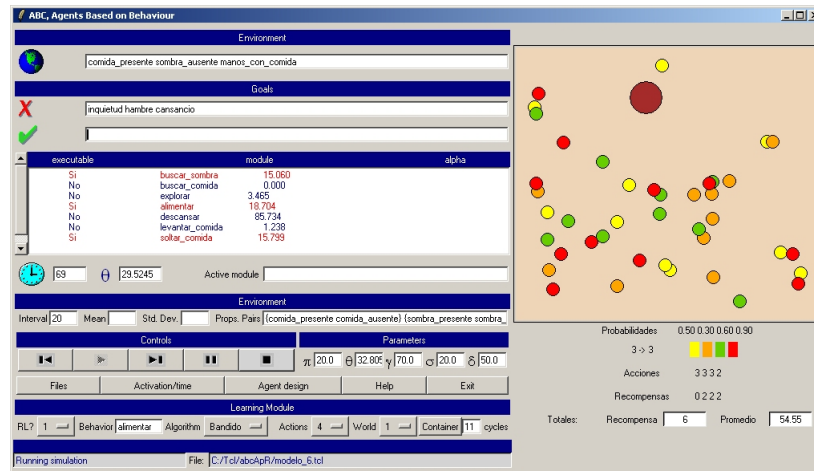 ABC, Agents Based on Behaviour
Environment
comida_presente sombra_ausente manos_con_comida
Goals
inquietud hambre cansancio
executable module alpha
Si buscar_sombra 15.060
No buscar_comida 0.000
No explorar 3.465
Si alimentar 18.704
No descansar 85.734
No levantar_comida 1.238
Si soltar_comida 15.799
69 θ 29.5245 Active module
Environment
Interval 20 Mean Std. Dev. Props. Pairs {comida_presente comida_ausente} {sombra_presente sombra_
Controls Parameters
π 20.0 θ 32.805 γ 70.0 σ 20.0 δ 50.0
Files Activation/time Agent design Help Exit
Learning Module
RL? 1 Behavior alimentar Algorithm Bandido Actions 4 World 1 Container 11 cycles
Running simulation File: C:/Tcl/abcApR/modelo_6.tcl
Probabilidades 0.50 0.30 0.60 0.90
3 -> 3
Acciones 3 3 3 2
Recompensas 0 2 2 2
Totales: Recompensa 6 Promedio 54.55